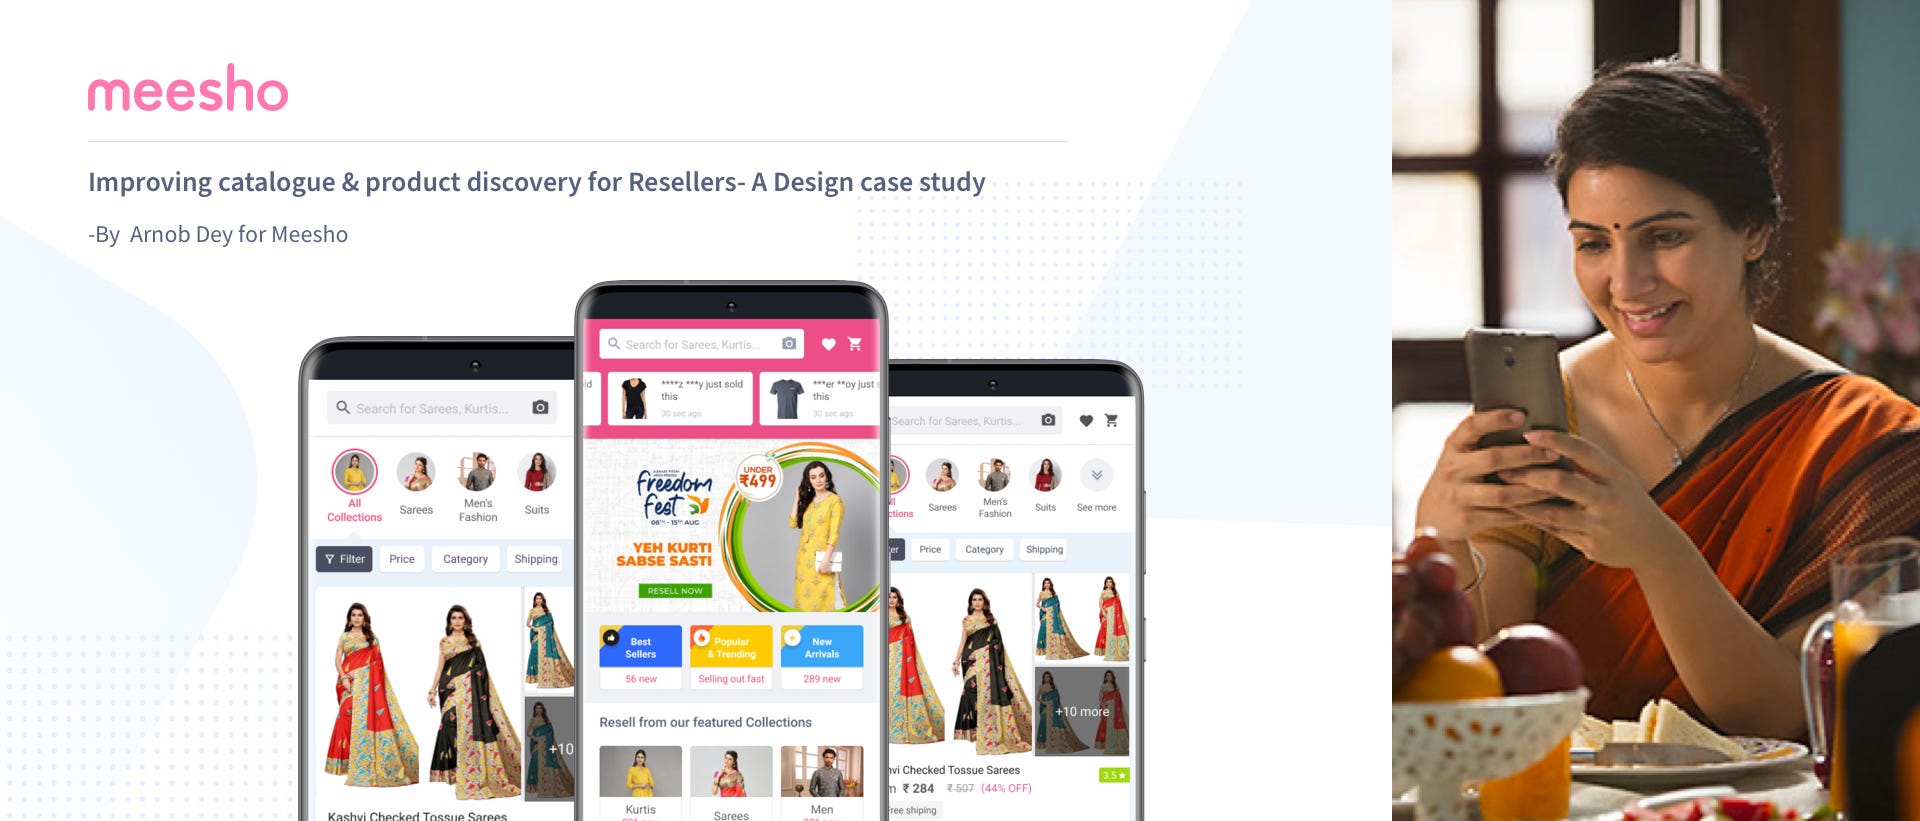 meesho
Improving catalogue & product discovery for Resellers- A Design case study
-By Arnob Dey for Meesho
Search for Sarees, Kurtis...
All
Collections
Sarees
Men's
Fashion
Suits
Filter
Price
Category
Shipping
+10
Kashvi Checked Tossue Sarees
Search for Sarees, Kurtis...
****z ***y just sold
this
30 sec ago
***er **oy just
this
30 sec ago
freedom
fest
08TH - 15TH AUG
UNDER
₹499
YEH KURTI
SABSE SASTI
RESELL NOW
Best
Sellers
56 new
Popular
& Trending
Selling out fast
New
Arrivals
289 new
Resell from our featured Collections
Kurtis
Sarees
Men
Search for Sarees, Kurtis...
Sarees
Men's
Fashion
Suits
See more
Price
Category
Shipping
+10 more
Checked Tossue Sarees
3.5
₹ 284 ₹ 507 (44% OFF)
ree shiping